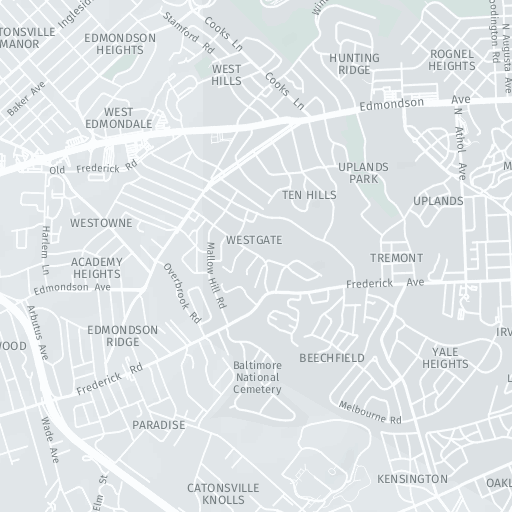 CATONSVILLE
MANOR
Ingleside
EDMONDSON
HEIGHTS
Stamford Rd
Cooks Ln
HUNTING
RIDGE
ROGNEL
HEIGHTS
N Augusta Ave
WEST
HILLS
Cooks Ln
Baker Ave
Edmondson Ave
WEST
EDMONDALE
N Athol Ave
Old Frederick Rd
UPLANDS
PARK
TEN HILLS
UPLANDS
WESTOWNE
Harlem Ln
WESTGATE
Mallow Hill Rd
ACADEMY
HEIGHTS
TREMONT
Overbrook Rd
Edmondson Ave
Frederick Ave
Arbutus Ave
EDMONDSON
RIDGE
WOOD
BEECHFIELD
YALE
HEIGHTS
IRV
Frederick Rd
Baltimore
National
Cemetery
Melbourne Rd
Wade Ave
PARADISE
Elm St
CATONSVILLE
KNOLLS
KENSINGTON
OAKL